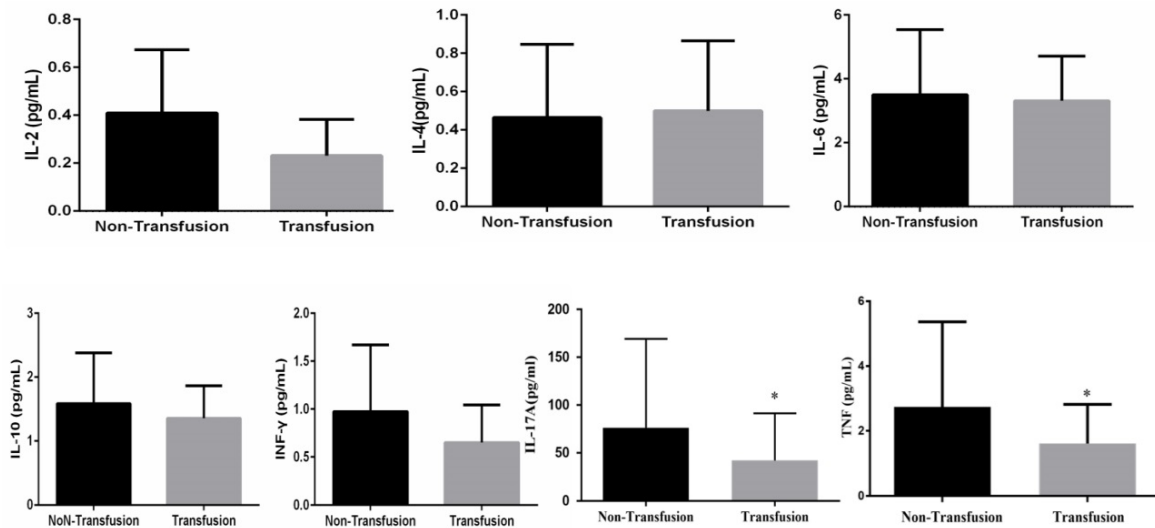 IL-2 (pg/mL)
0.8
0.6
0.4
0.2
0.0
Non-Transfusion Transfusion
IL-4(pg/mL)
1.0
0.8
0.6
0.4
0.2
0.0
Non-Transfusion Transfusion
IL-6 (pg/mL)
6
4
2
0
Non-Transfusion Transfusion
IL-10 (pg/mL)
3
2
1
0
NoN-Transfusion Transfusion
INF-γ (pg/mL)
2.0
1.5
1.0
0.5
0.0
Non-Transfusion Transfusion
IL-17A(pg/ml)
200
150
100
50
0
*
Non-Transfusion Transfusion
TNF (pg/mL)
6
4
2
0
*
Non-Transfusion Transfusion